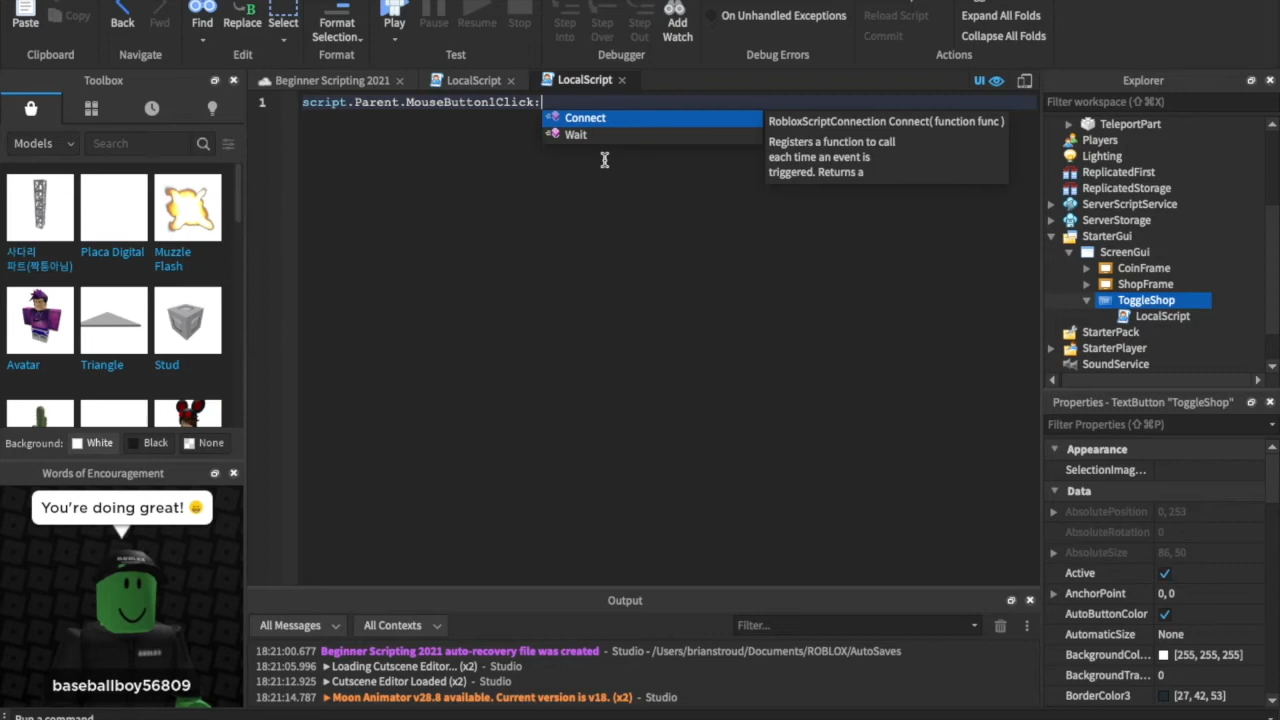 Paste
Copy
Back
Fwd
Find
Replace
Select
Format
Selection
Play
Pause
Resume
Stop
Step
Into
Step
Over
Step
Out
Add
Watch
On Unhandled Exceptions
Reload Script
Commit
Expand All Folds
Collapse All Folds
Clipboard
Navigate
Edit
Format
Test
Debugger
Debug Errors
Actions
Toolbox
Models
Search
사다리
파트(짝퉁아님)
Placa Digital
Muzzle
Flash
Avatar
Triangle
Stud
Background:
White
Black
None
Words of Encouragement
You're doing great! 😄
baseballboy56809
Beginner Scripting 2021
LocalScript
LocalScript
UI
1
script.Parent.MouseButton1Click:
Connect
Wait
RobloxScriptConnection Connect( function func )
Registers a function to call
each time an event is
triggered. Returns a
Output
All Messages
All Contexts
Filter...
18:21:00.677 Beginner Scripting 2021 auto-recovery file was created - Studio - /Users/brianstroud/Documents/ROBLOX/AutoSaves
18:21:05.996 ▶Loading Cutscene Editor... (x2) - Studio
18:21:12.925 ▶Cutscene Editor Loaded (x2) - Studio
18:21:14.787 ▶Moon Animator v28.8 available. Current version is v18. (x2) - Studio
Run a command
Explorer
Filter workspace (⇧⌘X)
TeleportPart
Players
Lighting
ReplicatedFirst
ReplicatedStorage
ServerScriptService
ServerStorage
StarterGui
ScreenGui
CoinFrame
ShopFrame
ToggleShop
LocalScript
StarterPack
StarterPlayer
SoundService
Properties - TextButton "ToggleShop"
Filter Properties (⇧⌘P)
Appearance
SelectionImag...
Data
AbsolutePosition 0, 253
AbsoluteRotation 0
AbsoluteSize 86, 50
Active
AnchorPoint 0, 0
AutoButtonColor
AutomaticSize None
BackgroundCol... [255, 255, 255]
BackgroundTra... 0
BorderColor3 [27, 42, 53]